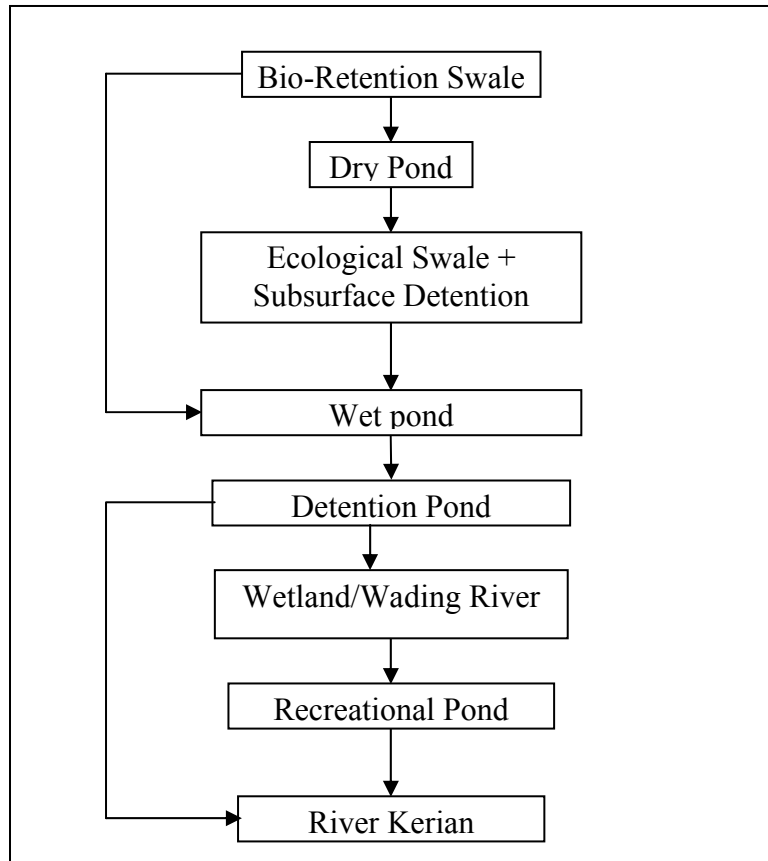 Bio-Retention Swale
Dry Pond
Ecological Swale +
Subsurface Detention
Wet pond
Detention Pond
Wetland/Wading River
Recreational Pond
River Kerian